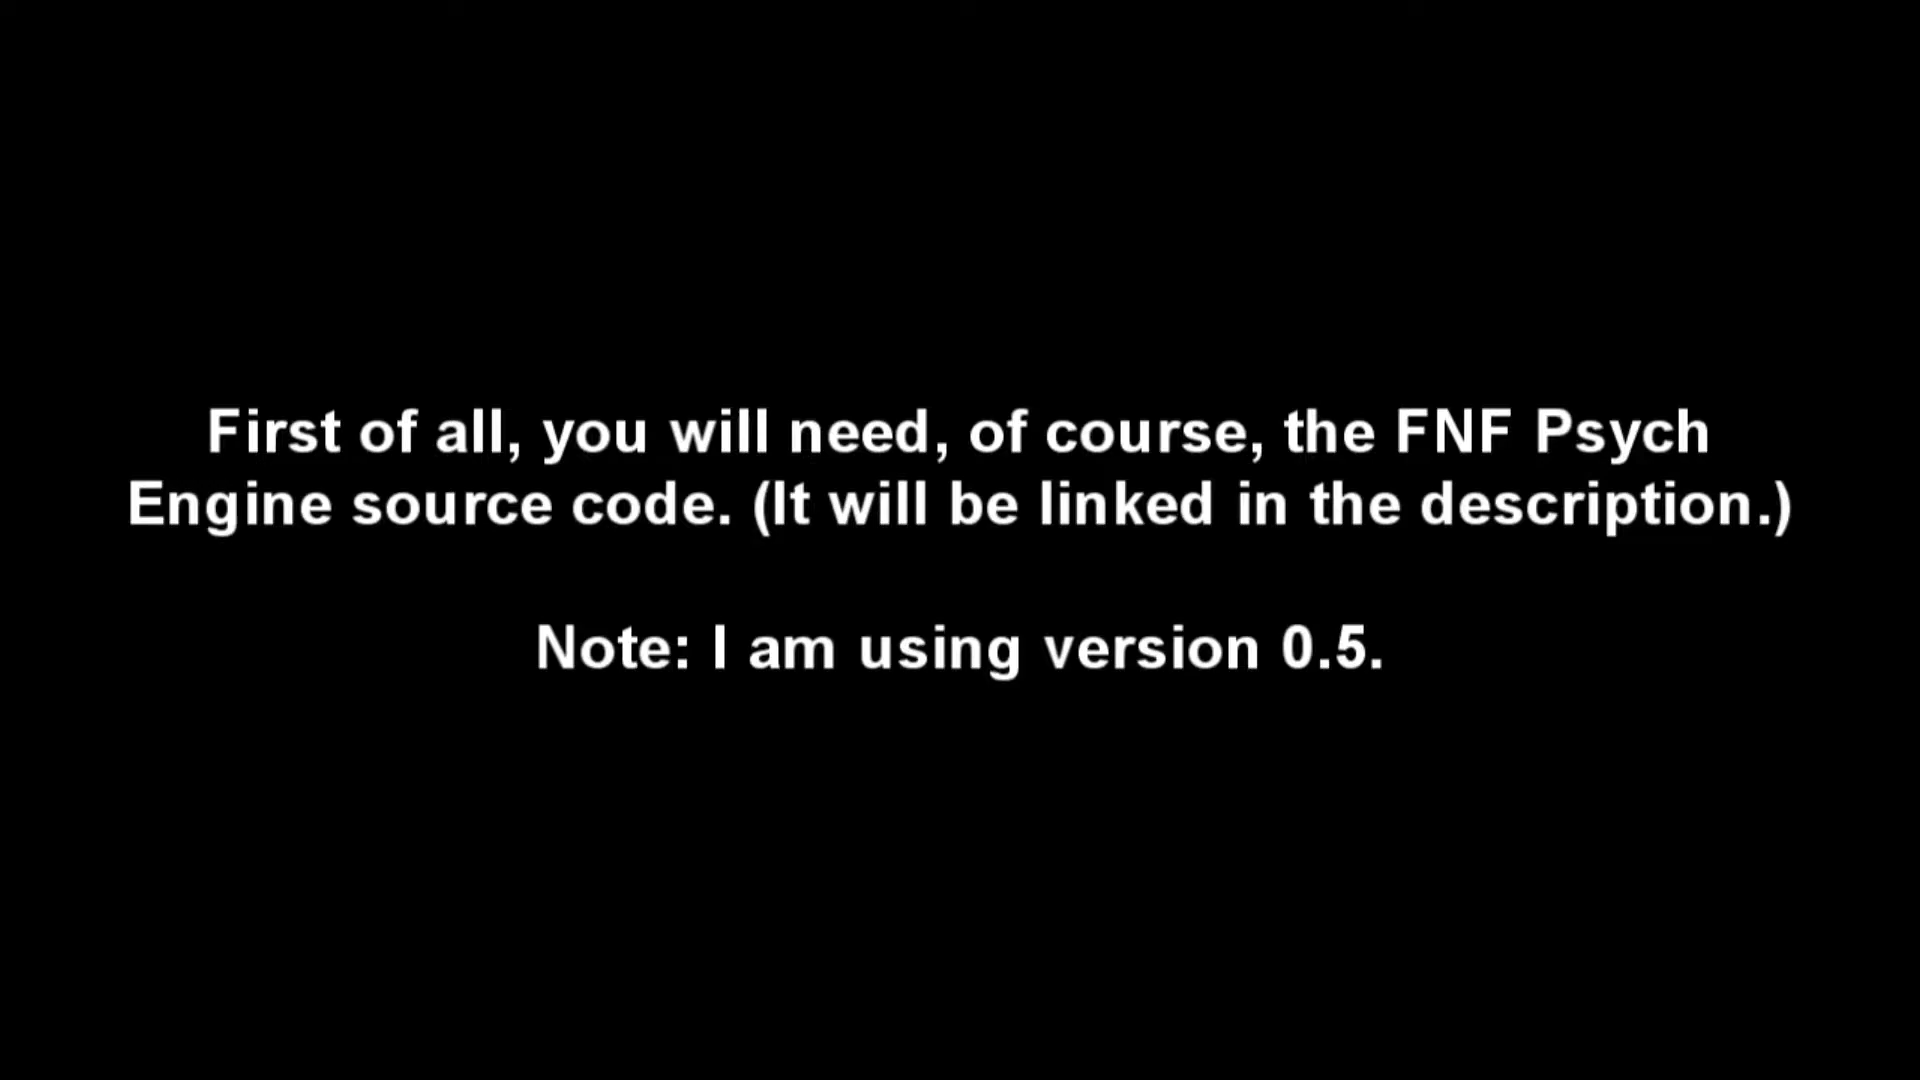 First of all, you will need, of course, the FNF Psych
Engine source code. (It will be linked in the description.)
Note: I am using version 0.5.